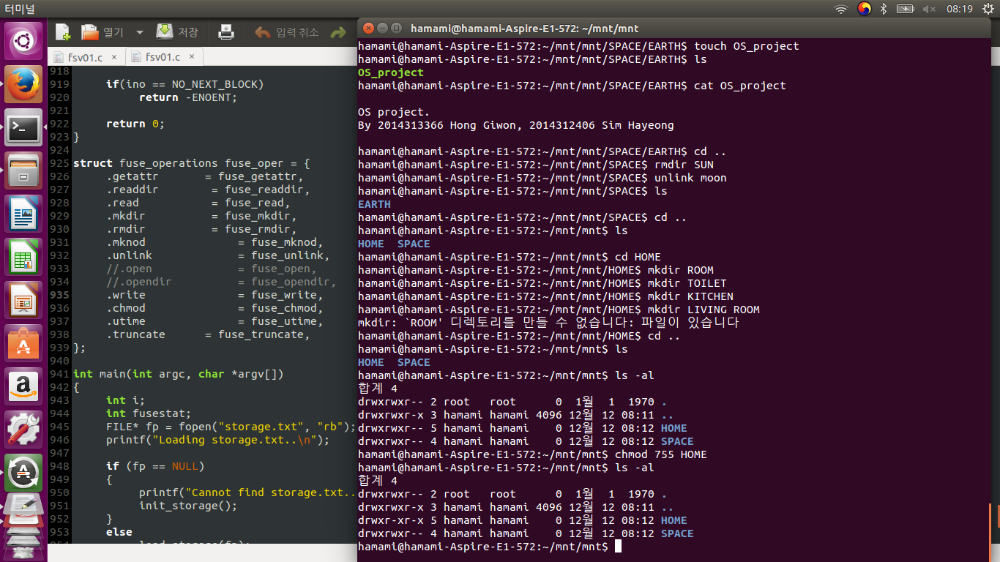 터미널
08:19
열기
저장
입력 취소
fsv01.c ×
fsv01.c ×
918
919 if(ino == NO_NEXT_BLOCK)
920 return -ENOENT;
921
922 return 0;
923 }
924
925 struct fuse_operations fuse_oper = {
926 .getattr = fuse_getattr,
927 .readdir = fuse_readdir,
928 .read = fuse_read,
929 .mkdir = fuse_mkdir,
930 .rmdir = fuse_rmdir,
931 .mknod = fuse_mknod,
932 .unlink = fuse_unlink,
933 //.open = fuse_open,
934 //.opendir = fuse_opendir,
935 .write = fuse_write,
936 .chmod = fuse_chmod,
937 .utime = fuse_utime,
938 .truncate = fuse_truncate,
939 };
940
941 int main(int argc, char *argv[])
942 {
943 int i;
944 int fusestat;
945 FILE* fp = fopen("storage.txt", "rb");
946 printf("Loading storage.txt..\n");
947
948 if (fp == NULL)
949 {
950 printf("Cannot find storage.txt..
951 init_storage();
952 }
953 else
hamami@hamami-Aspire-E1-572: ~/mnt/mnt
hamami@hamami-Aspire-E1-572:~/mnt/mnt/SPACE/EARTH$ touch OS_project
hamami@hamami-Aspire-E1-572:~/mnt/mnt/SPACE/EARTH$ ls
OS_project
hamami@hamami-Aspire-E1-572:~/mnt/mnt/SPACE/EARTH$ cat OS_project
OS project.
By 2014313366 Hong Giwon, 2014312406 Sim Hayeong
hamami@hamami-Aspire-E1-572:~/mnt/mnt/SPACE/EARTH$ cd ..
hamami@hamami-Aspire-E1-572:~/mnt/mnt/SPACE$ rmdir SUN
hamami@hamami-Aspire-E1-572:~/mnt/mnt/SPACE$ unlink moon
hamami@hamami-Aspire-E1-572:~/mnt/mnt/SPACE$ ls
EARTH
hamami@hamami-Aspire-E1-572:~/mnt/mnt/SPACE$ cd ..
hamami@hamami-Aspire-E1-572:~/mnt/mnt$ ls
HOME SPACE
hamami@hamami-Aspire-E1-572:~/mnt/mnt$ cd HOME
hamami@hamami-Aspire-E1-572:~/mnt/mnt/HOME$ mkdir ROOM
hamami@hamami-Aspire-E1-572:~/mnt/mnt/HOME$ mkdir TOILET
hamami@hamami-Aspire-E1-572:~/mnt/mnt/HOME$ mkdir KITCHEN
hamami@hamami-Aspire-E1-572:~/mnt/mnt/HOME$ mkdir LIVING ROOM
mkdir: `ROOM' 디렉토리를 만들 수 없습니다: 파일이 있습니다
hamami@hamami-Aspire-E1-572:~/mnt/mnt/HOME$ cd ..
hamami@hamami-Aspire-E1-572:~/mnt/mnt$ ls
HOME SPACE
hamami@hamami-Aspire-E1-572:~/mnt/mnt$ ls -al
합계 4
drwxrwxr-- 2 root root 0 1월 1 1970 .
drwxrwxr-x 3 hamami hamami 4096 12월 12 08:11 ..
drwxrwxr-- 5 hamami hamami 0 12월 12 08:12 HOME
drwxrwxr-- 4 hamami hamami 0 12월 12 08:12 SPACE
hamami@hamami-Aspire-E1-572:~/mnt/mnt$ chmod 755 HOME
hamami@hamami-Aspire-E1-572:~/mnt/mnt$ ls -al
합계 4
drwxrwxr-- 2 root root 0 1월 1 1970 .
drwxrwxr-x 3 hamami hamami 4096 12월 12 08:11 ..
drwxr-xr-x 5 hamami hamami 0 12월 12 08:12 HOME
drwxrwxr-- 4 hamami hamami 0 12월 12 08:12 SPACE
hamami@hamami-Aspire-E1-572:~/mnt/mnt$